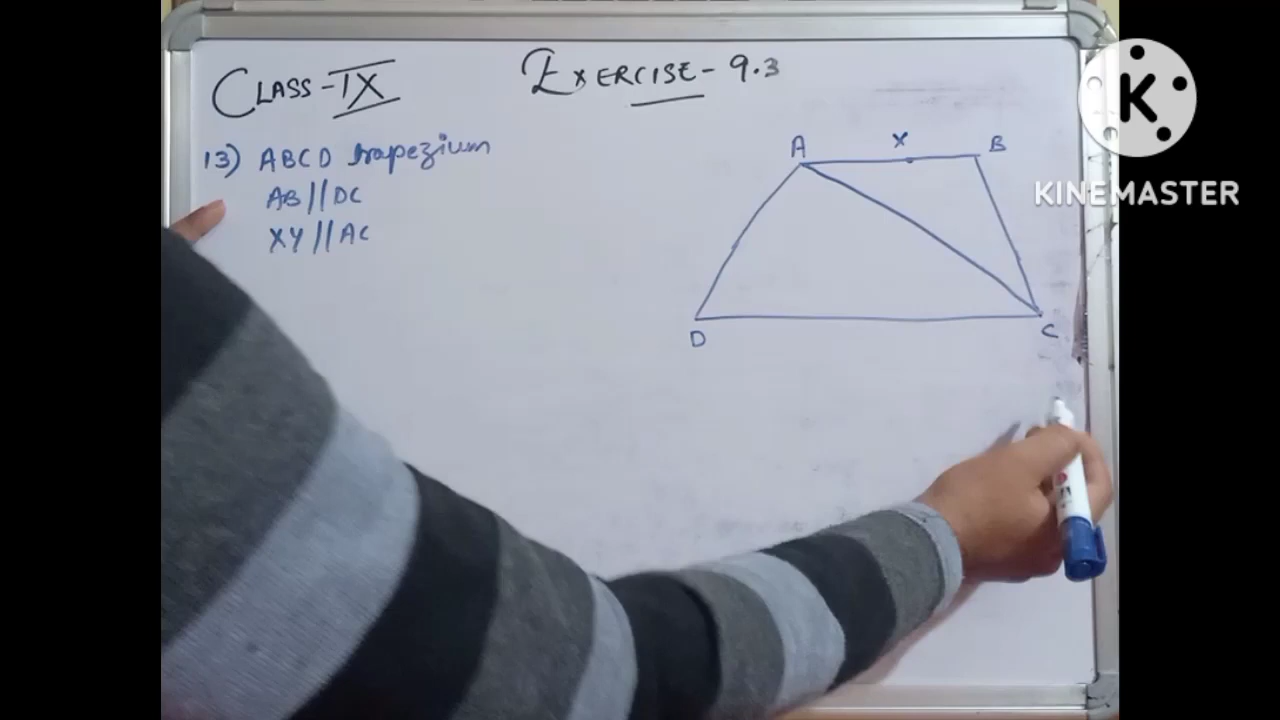 CLASS-IX
EXERCISE-9.3
13) ABCD trapezium
AB//DC
XY//AC
A
X
B
D
C
K
KINEMASTER